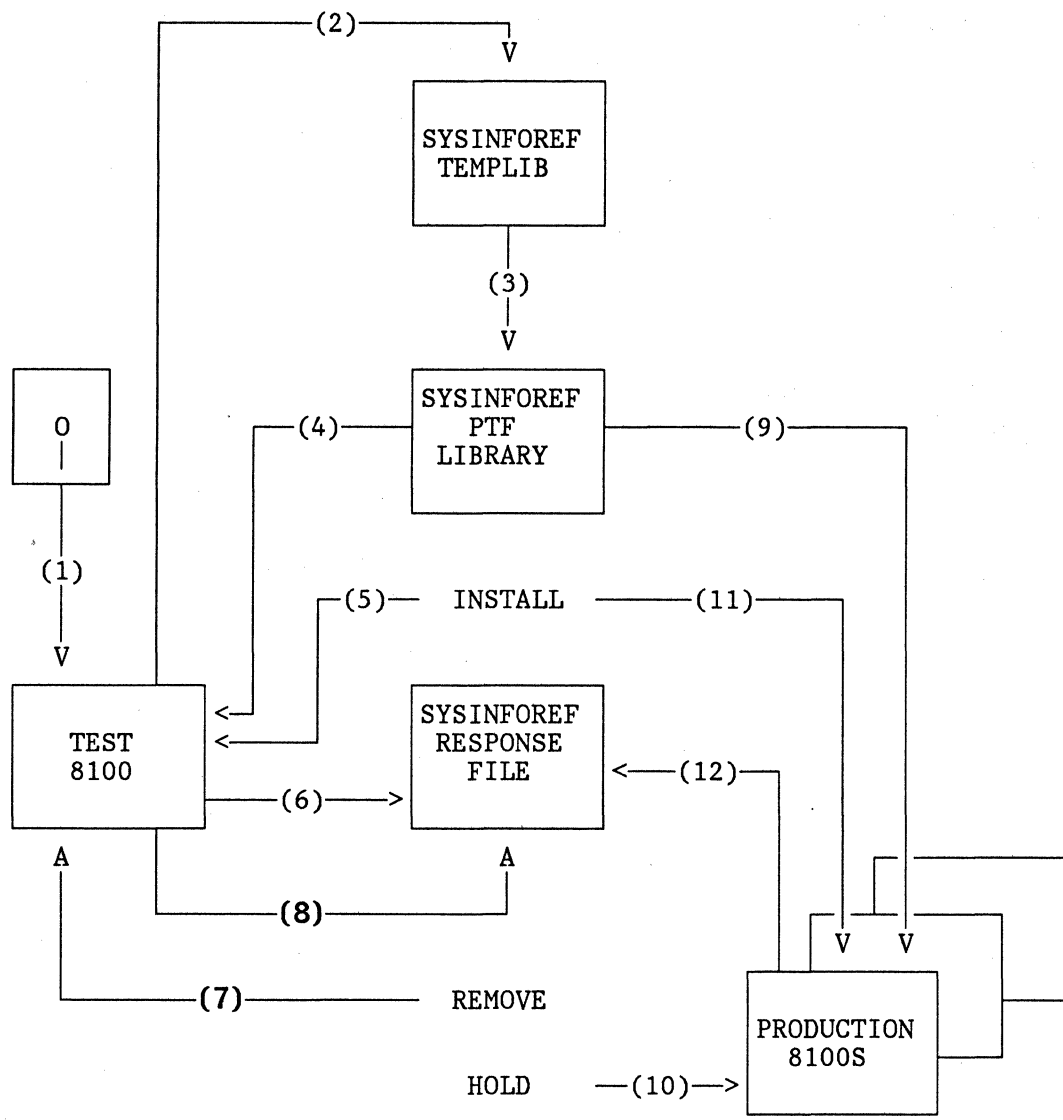 (2)
V
SYSINFOREF
TEMPLIB
(3)
V
SYSINFOREF
PTF
LIBRARY
O
(4)
(9)
(1)
(5)
INSTALL
(11)
V
<
<
TEST
8100
SYSINFOREF
RESPONSE
FILE
<
(12)
(6)
>
A
A
(8)
V
V
(7)
REMOVE
PRODUCTION
8100S
HOLD
(10)
>